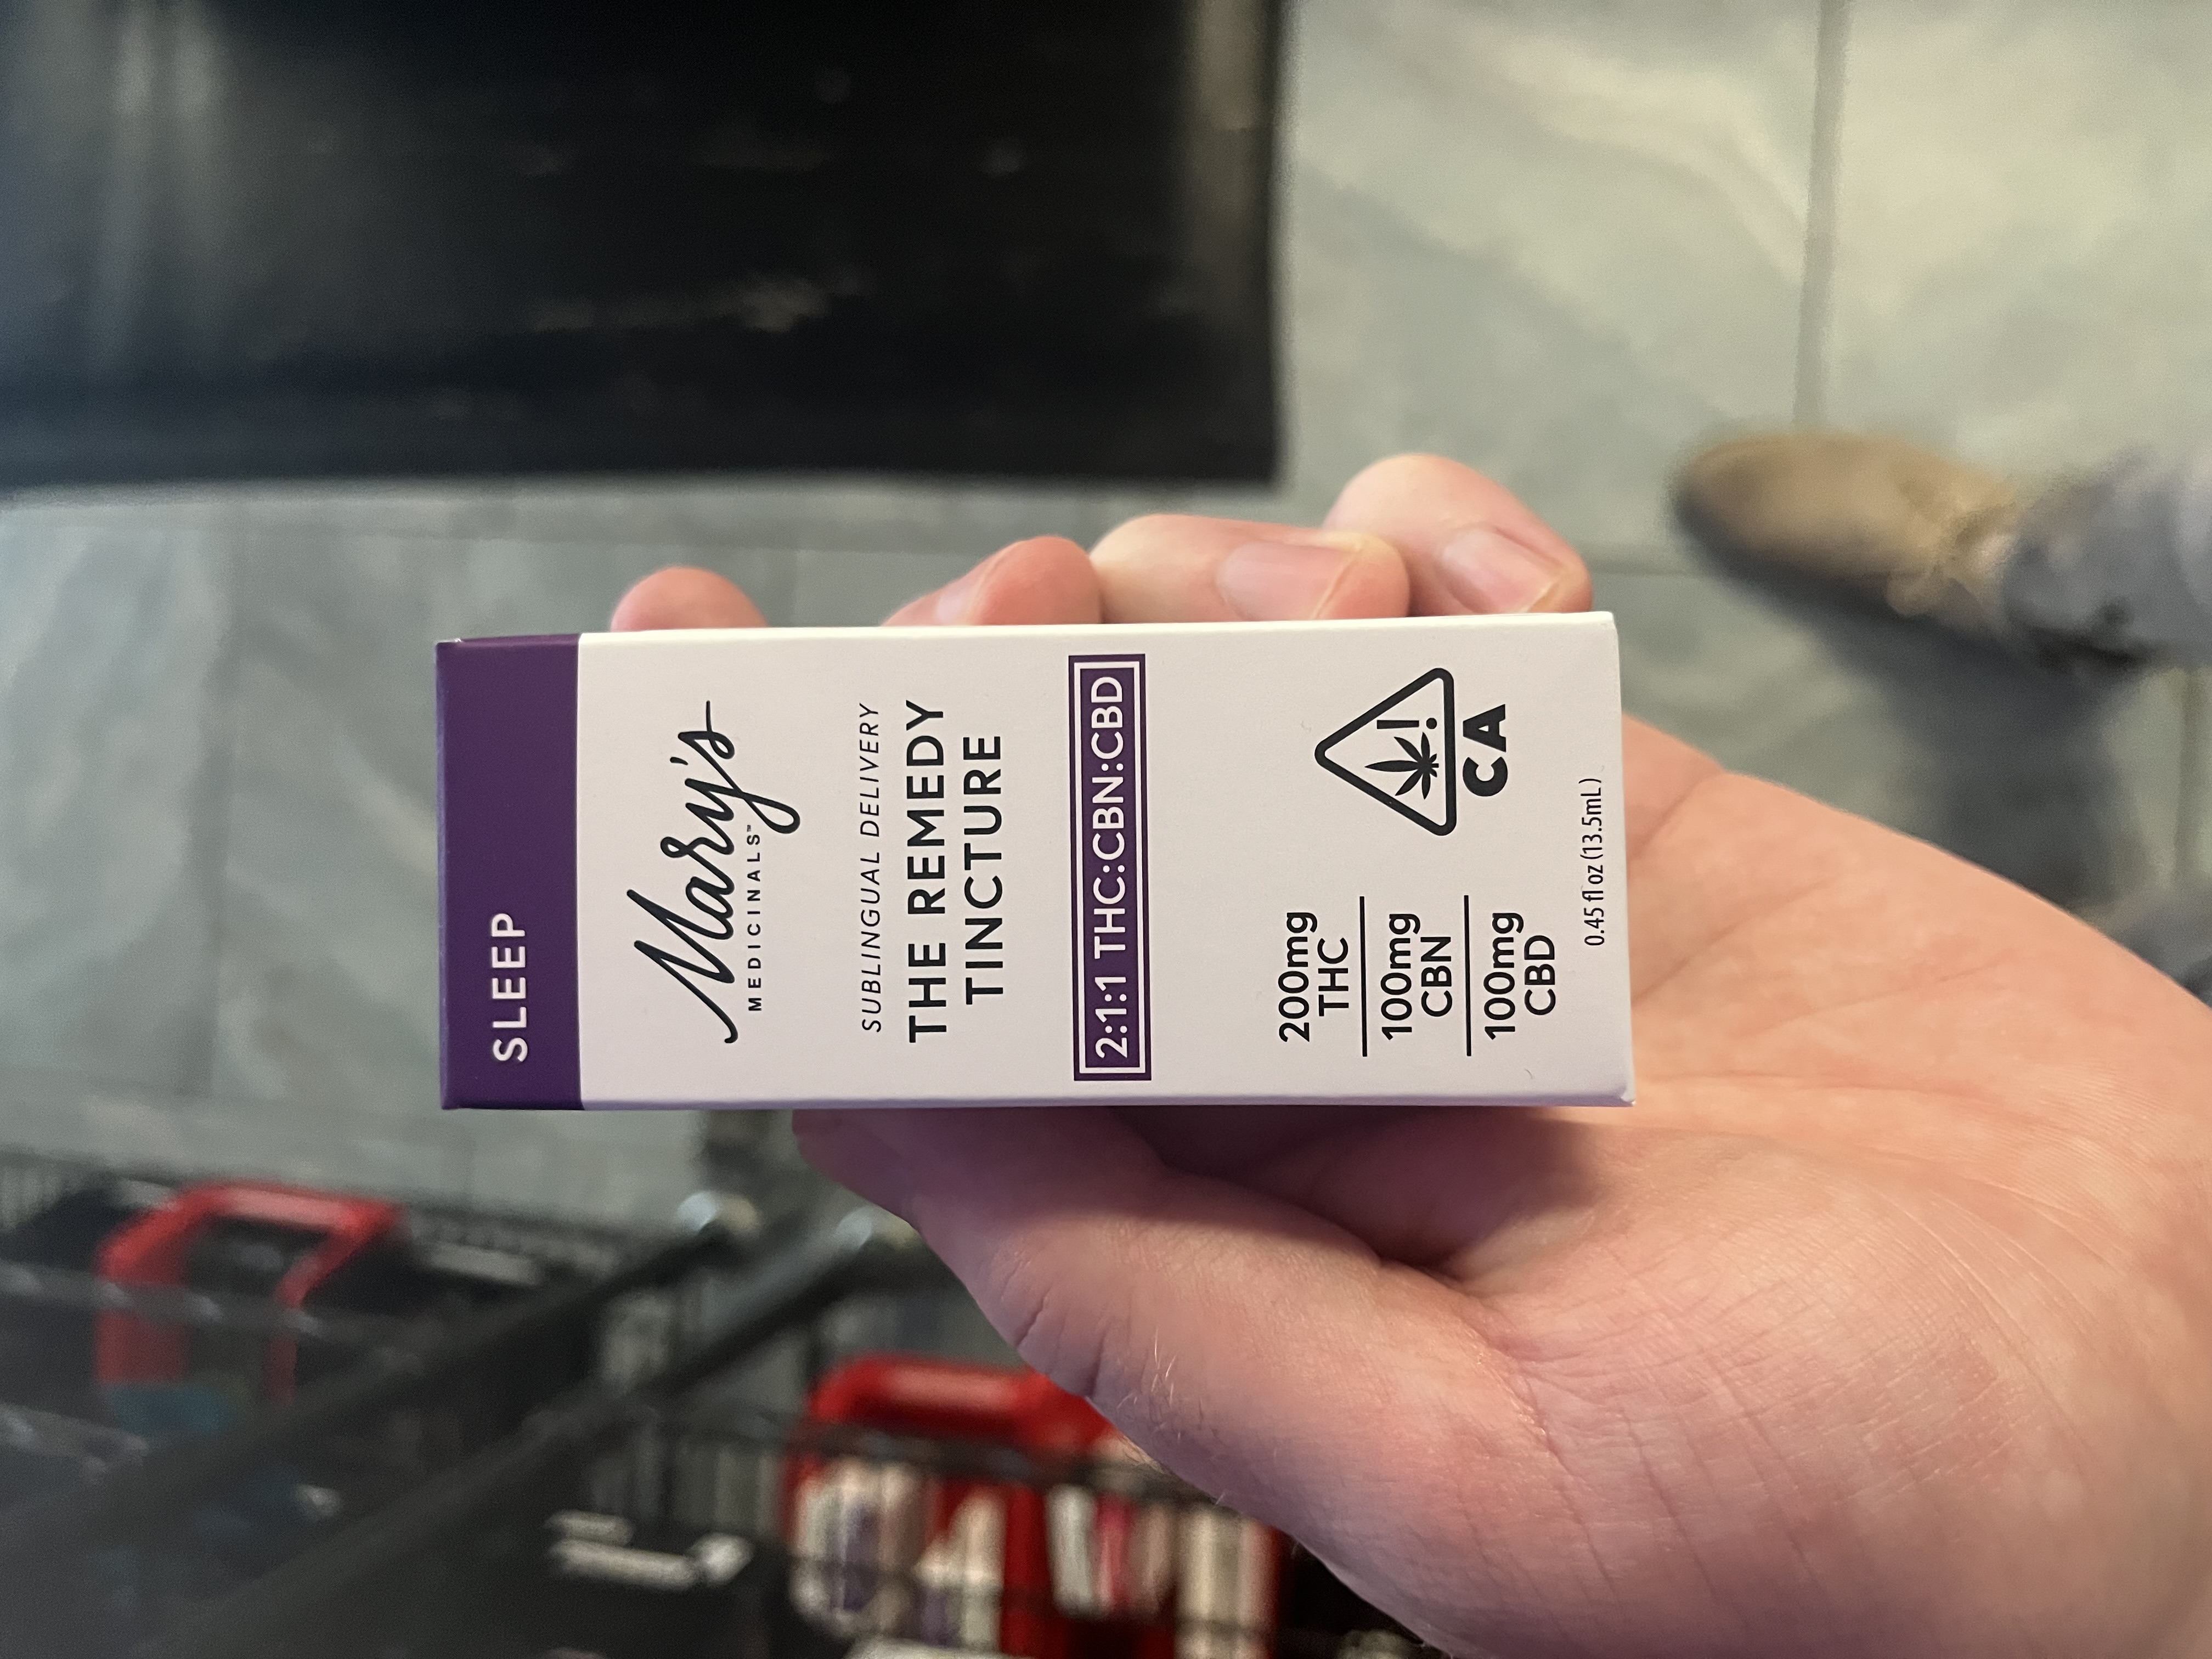 SLEEP
Mary's
MEDICINALS™
SUBLINGUAL DELIVERY
THE REMEDY
TINCTURE
2:1:1 THC:CBN:CBD
200mg
THC
100mg
CBN
100mg
CBD
!
CA
0.45 fl oz (13.5mL)